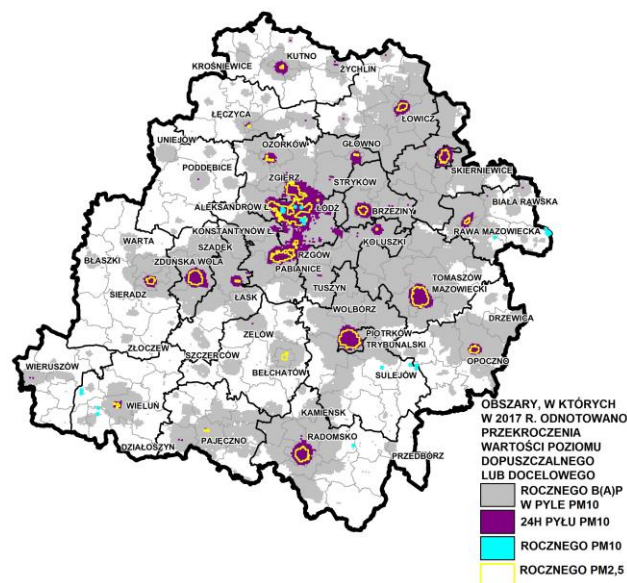 KUTNO
KROŚNIEWICE
ŻYCHLIN
ŁĘCZYCA
ŁOWICZ
UNIEJÓW
OZORKÓW
GŁOWNO
PODDĘBICE
ZGIERZ
STRYKÓW
SKIERNIEWICE
ALEKSANDRÓW Ł.
ŁÓDŹ
BRZEZINY
BIAŁA RAWSKA
RAWA MAZOWIECKA
KONSTANTYNÓW Ł.
KOLUSZKI
WARTA
SZADEK
RZGÓW
BŁASZKI
ZDUŃSKA WOLA
PABIANICE
SIERADZ
ŁASK
TUSZYN
TOMASZÓW
MAZOWIECKI
WOLBÓRZ
DRZEWICA
ZŁOCZEW
ZELÓW
PIOTRKÓW
TRYBUNALSKI
SZCZERCÓW
OPOCZNO
WIERUSZÓW
BEŁCHATÓW
SULEJÓW
WIELUŃ
KAMIEŃSK
PAJĘCZNO
RADOMSKO
DZIAŁOSZYN
PRZEDBÓRZ
OBSZARY, W KTÓRYCH
W 2017 R. ODNOTOWANO
PRZEKROCZENIA
WARTOŚCI POZIOMU
DOPUSZCZALNEGO
LUB DOCELOWEGO
ROCZNEGO B(A)P
W PYLE PM10
24H PYŁU PM10
ROCZNEGO PM10
ROCZNEGO PM2,5